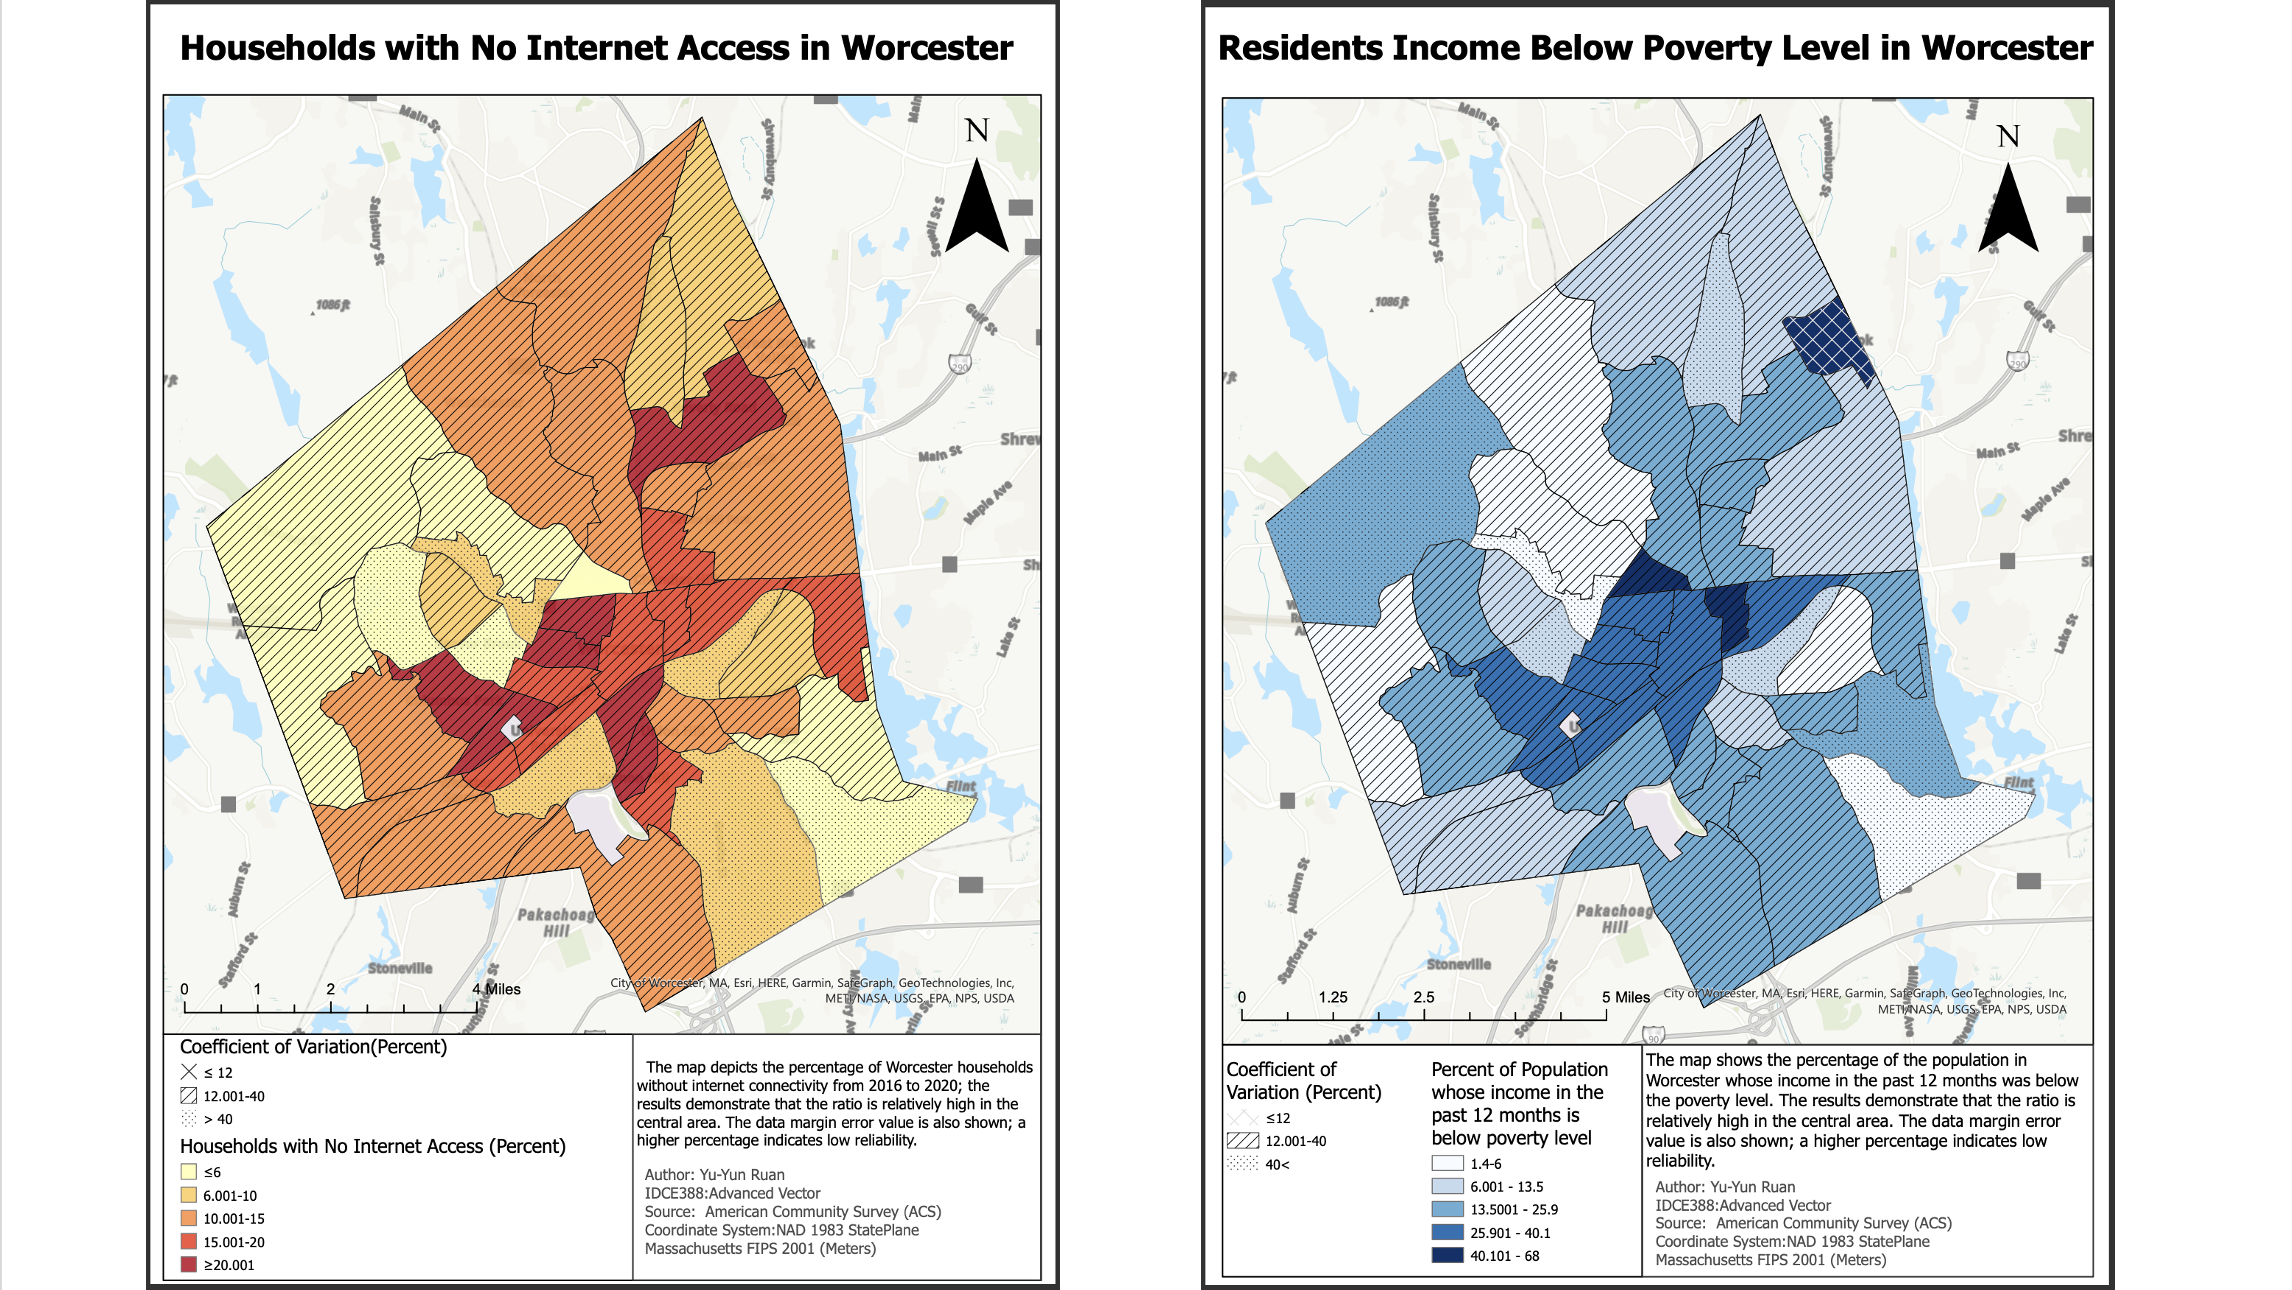 Households with No Internet Access in Worcester
Main St
Shrewsbury St
Main
N
Salisbury St
S Sewall St
1086 ft
Gulf St
290
7 ft
Shrew
Main St
Maple Ave
Sh
Lake St
Flint
Auburn St
Stafford St
Pakachoag
Hill
Stoneville
0 1 2 4 Miles
City of Worcester, MA, Esri, HERE, Garmin, SafeGraph, GeoTechnologies, Inc,
METI/NASA, USGS, EPA, NPS, USDA
Coefficient of Variation(Percent)
≤ 12
12.001-40
> 40
Households with No Internet Access (Percent)
≤6
6.001-10
10.001-15
15.001-20
≥20.001
The map depicts the percentage of Worcester households
without internet connectivity from 2016 to 2020; the
results demonstrate that the ratio is relatively high in the
central area. The data margin error value is also shown; a
higher percentage indicates low reliability.
Author: Yu-Yun Ruan
IDCE388:Advanced Vector
Source: American Community Survey (ACS)
Coordinate System:NAD 1983 StatePlane
Massachusetts FIPS 2001 (Meters)
Residents Income Below Poverty Level in Worcester
Main St
Shrewsbury St
N
Salisbury St
1086 ft
Gulf St
290
Shre
Main St
Maple Ave
Lake St
Flint
Auburn St
Stafford St
Pakachoag
Hill
Stoneville
Southbridge St
0 1.25 2.5 5 Miles
City of Worcester, MA, Esri, HERE, Garmin, SafeGraph, GeoTechnologies, Inc,
METI/NASA, USGS, EPA, NPS, USDA
90
Coefficient of
Variation (Percent)
≤12
12.001-40
40<
Percent of Population
whose income in the
past 12 months is
below poverty level
1.4-6
6.001 - 13.5
13.5001 - 25.9
25.901 - 40.1
40.101 - 68
The map shows the percentage of the population in
Worcester whose income in the past 12 months was below
the poverty level. The results demonstrate that the ratio is
relatively high in the central area. The data margin error
value is also shown; a higher percentage indicates low
reliability.
Author: Yu-Yun Ruan
IDCE388:Advanced Vector
Source: American Community Survey (ACS)
Coordinate System:NAD 1983 StatePlane
Massachusetts FIPS 2001 (Meters)